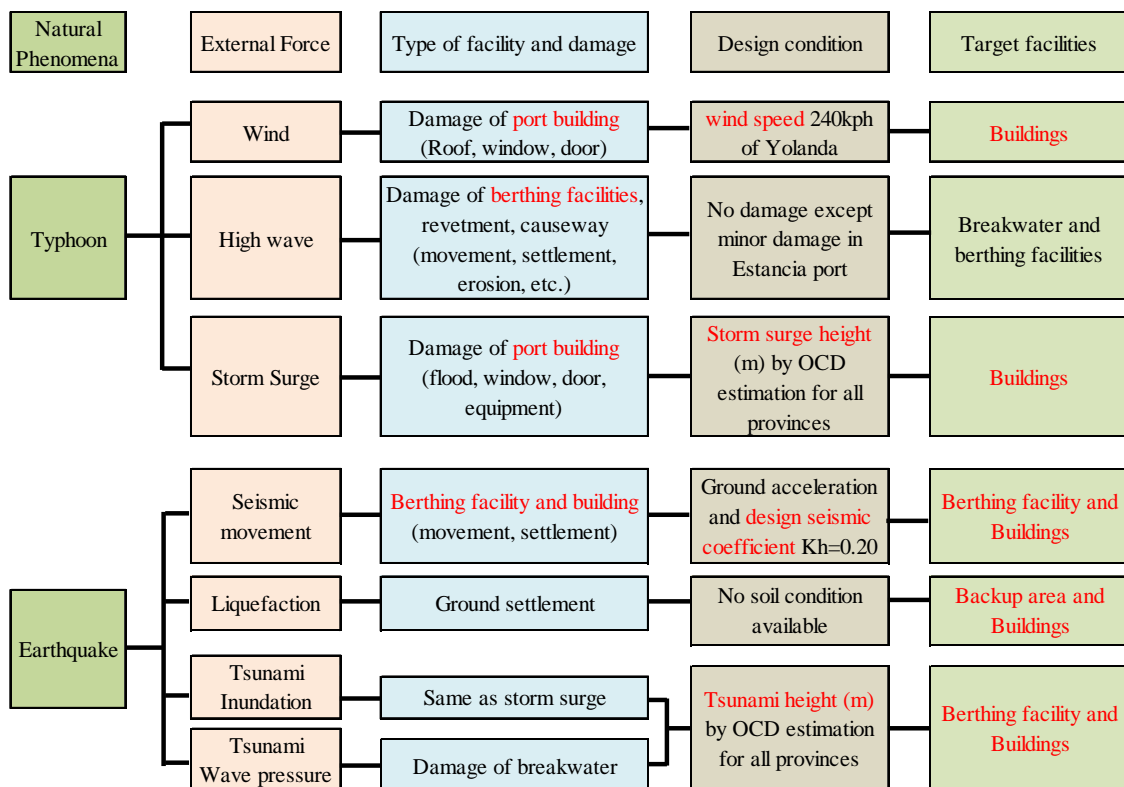 Natural
Phenomena
External Force
Type of facility and damage
Design condition
Target facilities
Typhoon
Wind
Damage of port building
(Roof, window, door)
wind speed 240kph
of Yolanda
Buildings
High wave
Damage of berthing facilities,
revetment, causeway
(movement, settlement,
erosion, etc.)
No damage except
minor damage in
Estancia port
Breakwater and
berthing facilities
Storm Surge
Damage of port building
(flood, window, door,
equipment)
Storm surge height
(m) by OCD
estimation for all
provinces
Buildings
Earthquake
Seismic
movement
Berthing facility and building
(movement, settlement)
Ground acceleration
and design seismic
coefficient Kh=0.20
Berthing facility and
Buildings
Liquefaction
Ground settlement
No soil condition
available
Backup area and
Buildings
Tsunami
Inundation
Same as storm surge
Tsunami
Wave pressure
Damage of breakwater
Tsunami height (m)
by OCD estimation
for all provinces
Berthing facility and
Buildings